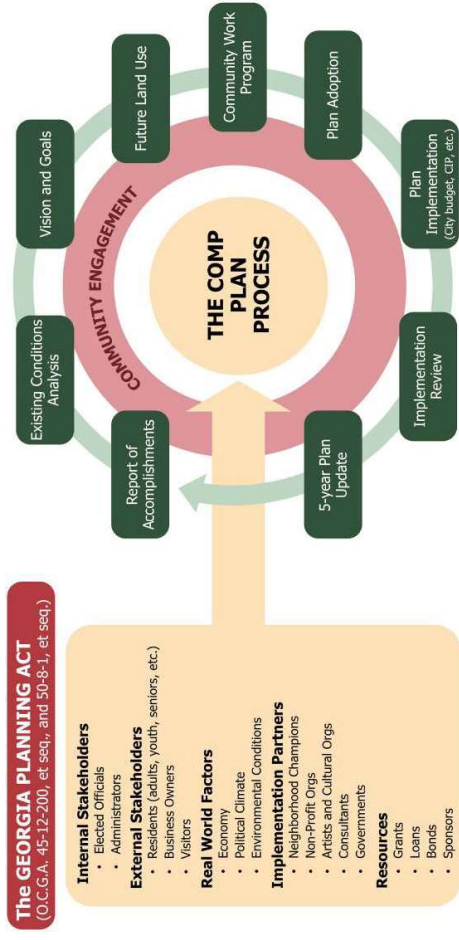 The GEORGIA PLANNING ACT
(O.C.G.A. 45-12-200, et seq., and 50-8-1, et seq.)
Internal Stakeholders
• Elected Officials
• Administrators
External Stakeholders
• Residents (adults, youth, seniors, etc.)
• Business Owners
• Visitors
Real World Factors
• Economy
• Political Climate
• Environmental Conditions
Implementation Partners
• Neighborhood Champions
• Non-Profit Orgs
• Artists and Cultural Orgs
• Consultants
• Governments
Resources
• Grants
• Loans
• Bonds
• Sponsors
THE COMP
PLAN
PROCESS
COMMUNITY ENGAGEMENT
Report of
Accomplishments
Existing Conditions
Analysis
Vision and Goals
Future Land Use
Community Work
Program
Plan Adoption
Plan
Implementation
(City budget, CIP, etc.)
Implementation
Review
5-year Plan
Update